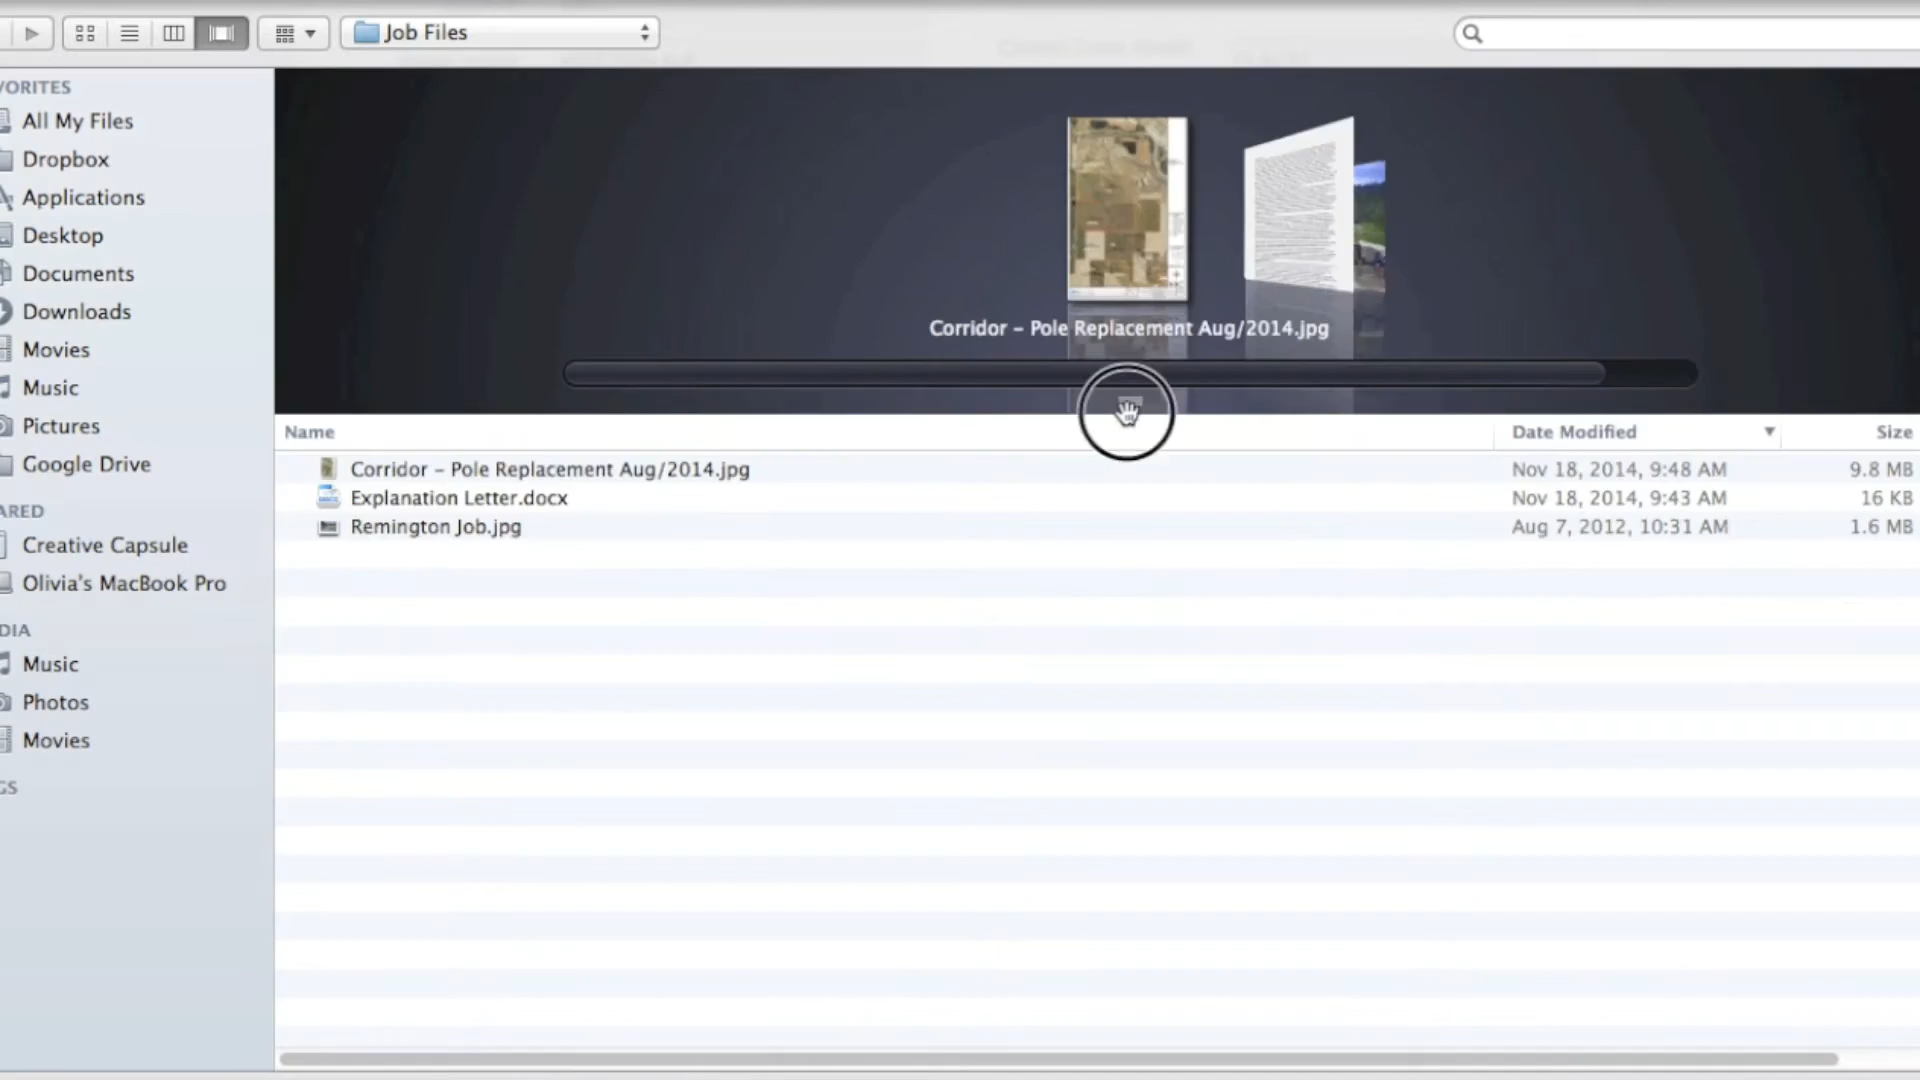 Job Files
VORITES
All My Files
Dropbox
Applications
Desktop
Documents
Downloads
Movies
Music
Pictures
Google Drive
ARED
Creative Capsule
Olivia's MacBook Pro
DIA
Music
Photos
Movies
GS
Corridor – Pole Replacement Aug/2014.jpg
Name Date Modified Size
Corridor – Pole Replacement Aug/2014.jpg Nov 18, 2014, 9:48 AM 9.8 MB
Explanation Letter.docx Nov 18, 2014, 9:43 AM 16 KB
Remington Job.jpg Aug 7, 2012, 10:31 AM 1.6 MB